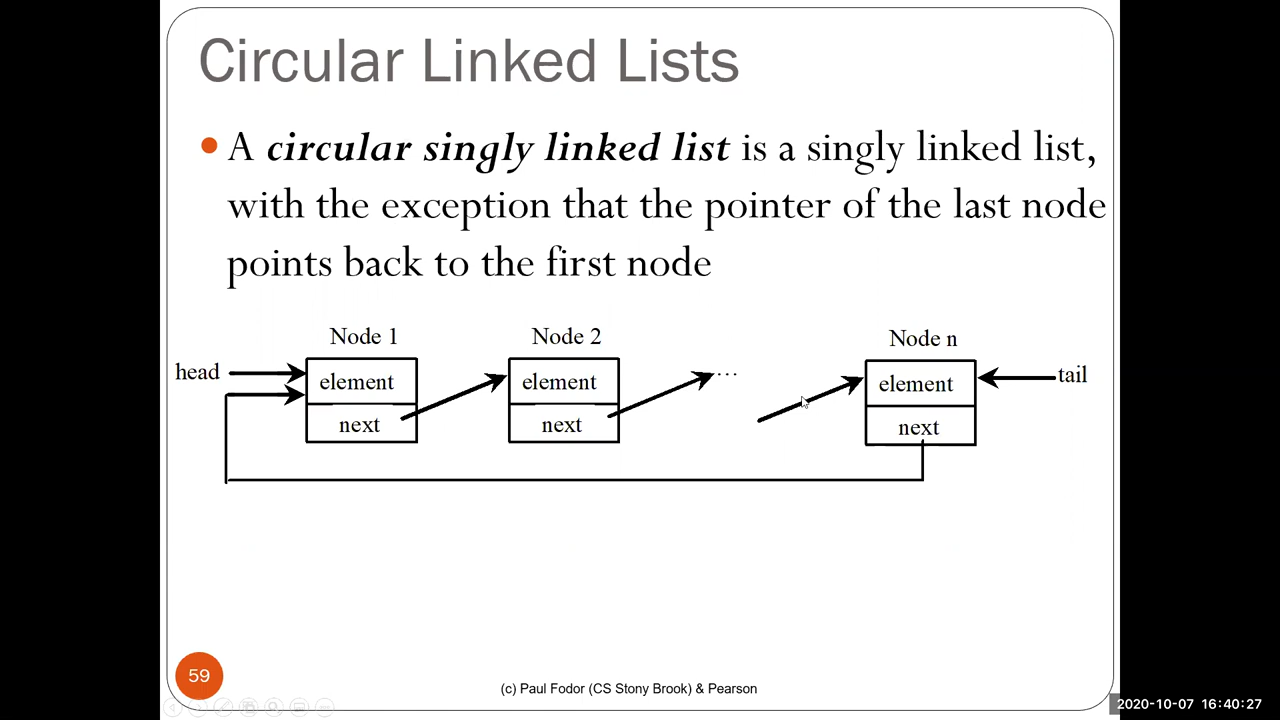 Circular Linked Lists
• A circular singly linked list is a singly linked list,
with the exception that the pointer of the last node
points back to the first node
Node 1 Node 2 Node n
head element element .... element tail
next next next
59
(c) Paul Fodor (CS Stony Brook) & Pearson
2020-10-07 16:40:27